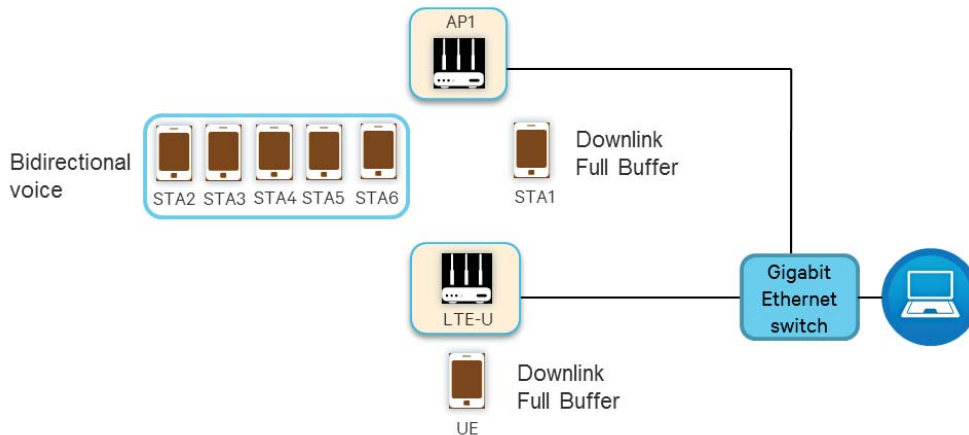 AP1
Bidirectional
voice
STA2 STA3 STA4 STA5 STA6
STA1
Downlink
Full Buffer
LTE-U
Gigabit
Ethernet
switch
UE
Downlink
Full Buffer